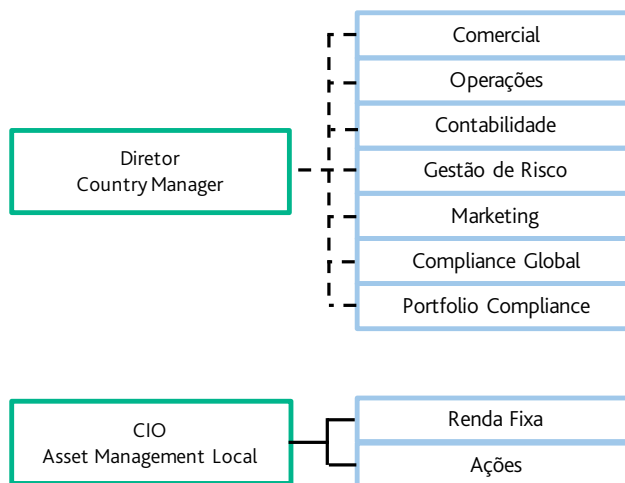 Comercial
Operações
Contabilidade
Diretor
Country Manager
Gestão de Risco
Marketing
Compliance Global
Portfolio Compliance
CIO
Asset Management Local
Renda Fixa
Ações